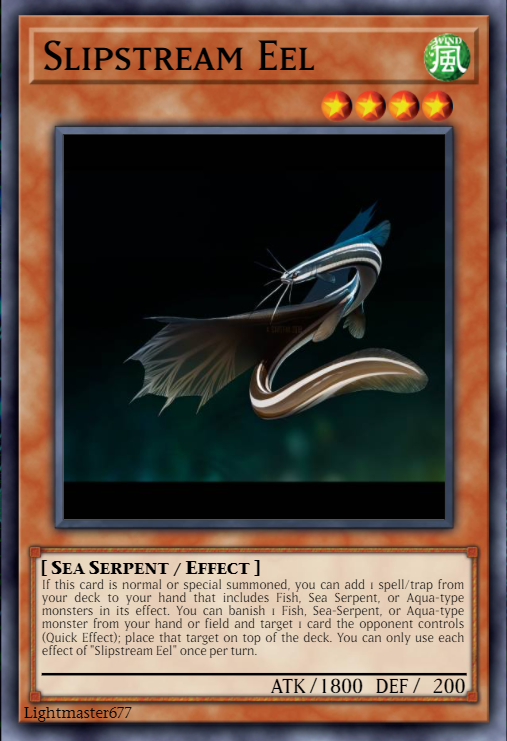 Slipstream Eel
WIND
風
[ Sea Serpent / Effect ]
If this card is normal or special summoned, you can add 1 spell/trap from
your deck to your hand that includes Fish, Sea Serpent, or Aqua-type
monsters in its effect. You can banish 1 Fish, Sea-Serpent, or Aqua-type
monster from your hand or field and target 1 card the opponent controls
(Quick Effect); place that target on top of the deck. You can only use each
effect of "Slipstream Eel" once per turn.
ATK/1800 DEF/ 200
Lightmaster677